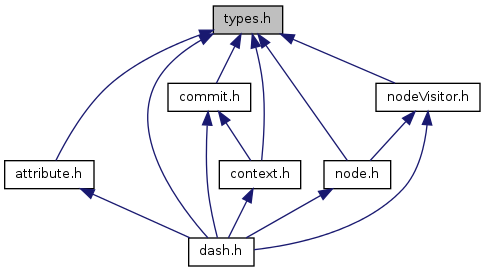 types.h
commit.h
nodeVisitor.h
attribute.h
context.h
node.h
dash.h